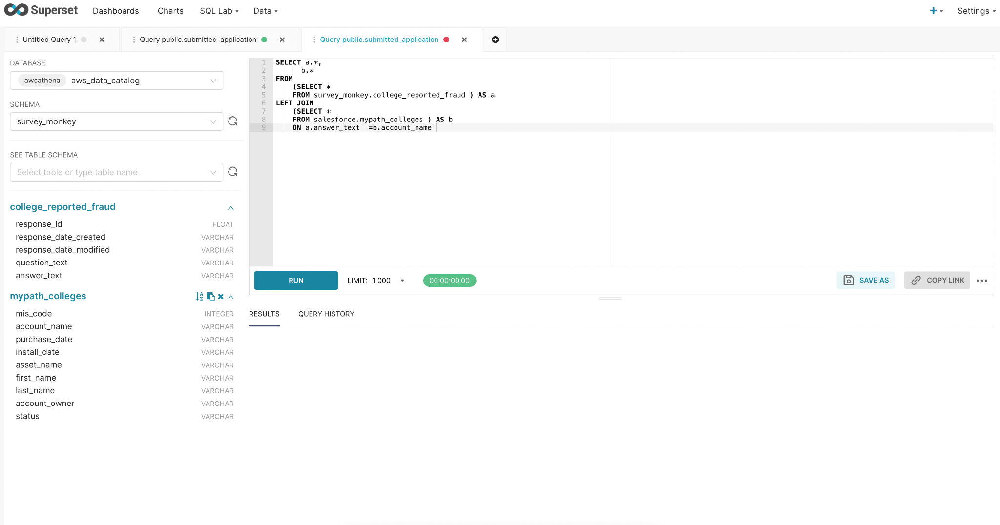 Superset Dashboards Charts SQL Lab Data Settings
Untitled Query 1 Query public.submitted_application Query public.submitted_application
DATABASE
awsathena aws_data_catalog
SCHEMA
survey_monkey
SEE TABLE SCHEMA
Select table or type table name
college_reported_fraud
response_id FLOAT
response_date_created VARCHAR
response_date_modified VARCHAR
question_text VARCHAR
answer_text VARCHAR
mypath_colleges
mis_code INTEGER
account_name VARCHAR
purchase_date VARCHAR
install_date VARCHAR
asset_name VARCHAR
first_name VARCHAR
last_name VARCHAR
account_owner VARCHAR
status VARCHAR
1 SELECT a.*,
2 b.*
3 FROM
4 (SELECT *
5 FROM survey_monkey.college_reported_fraud ) AS a
6 LEFT JOIN
7 (SELECT *
8 FROM salesforce.mypath_colleges ) AS b
9 ON a.answer_text  =b.account_name
RUN LIMIT: 1 000 00:00:00.00 SAVE AS COPY LINK
RESULTS QUERY HISTORY